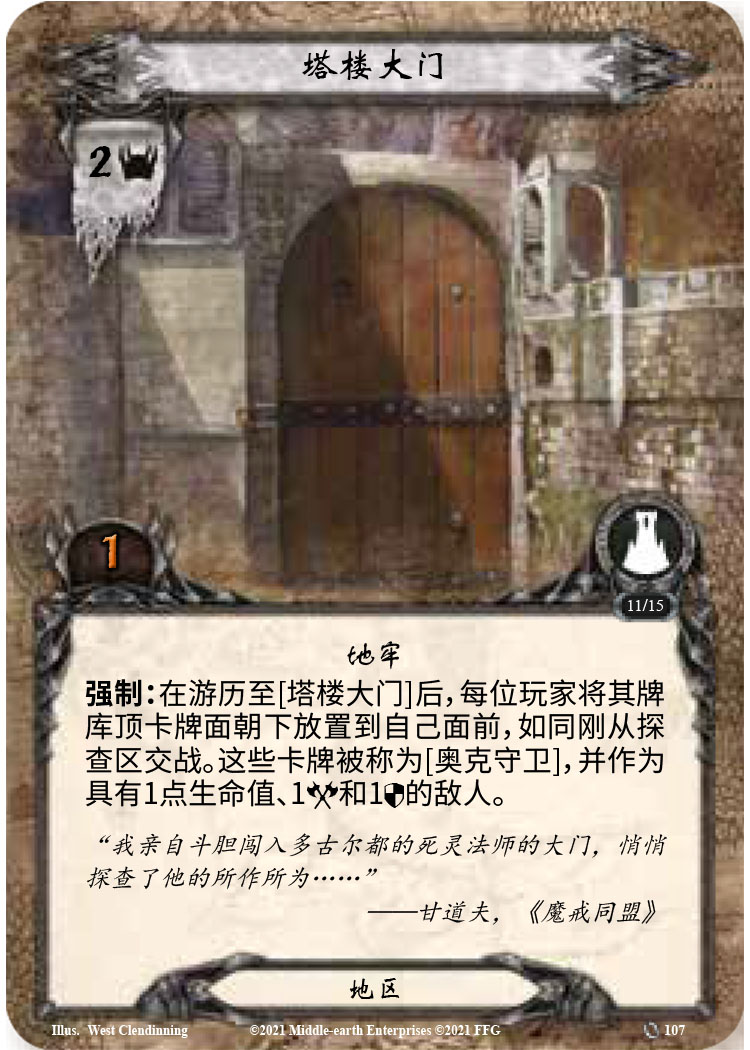 塔楼大门
2
1
11/15
地牢
强制：在游历至[塔楼大门]后，每位玩家将其牌
库顶卡牌面朝下放置到自己面前，如同刚从探
查区交战。这些卡牌被称为[奥克守卫]，并作为
具有1点生命值、1和1的敌人。
“我亲自斗胆闯入多古尔都的死灵法师的大门，悄悄
探查了他的所作所为……”
——甘道夫，《魔戒同盟》
地区
Illus. West Clendinning ©2021 Middle-earth Enterprises ©2021 FFG 107